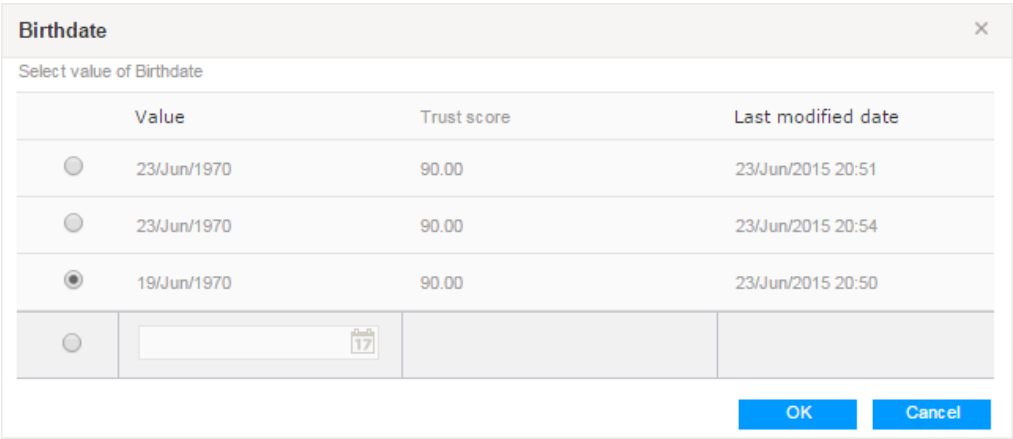 Birthdate
Select value of Birthdate
Value Trust score Last modified date
23/Jun/1970 90.00 23/Jun/2015 20:51
23/Jun/1970 90.00 23/Jun/2015 20:54
19/Jun/1970 90.00 23/Jun/2015 20:50
17
OK Cancel